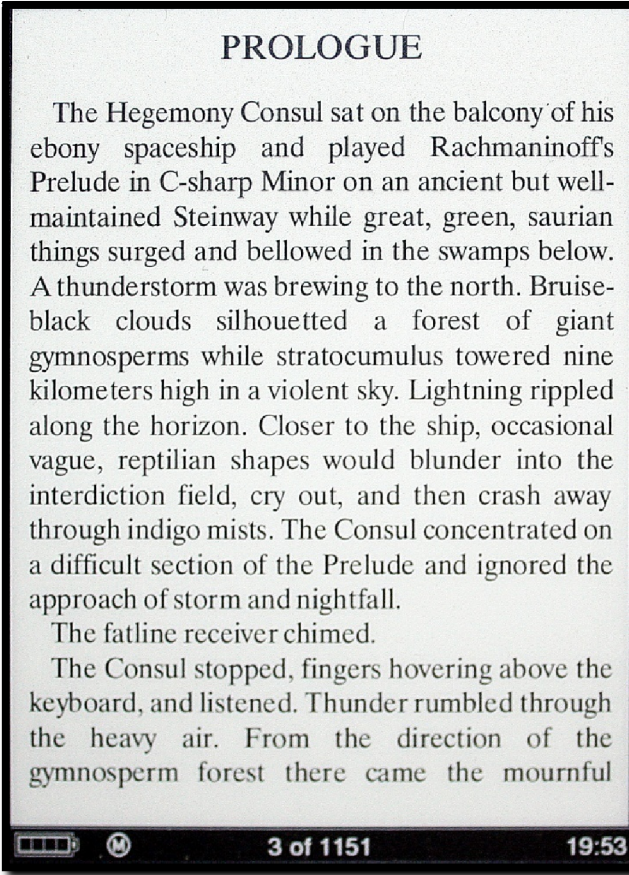 PROLOGUE
The Hegemony Consul sat on the balcony of his
ebony spaceship and played Rachmaninoff's
Prelude in C-sharp Minor on an ancient but well-
maintained Steinway while great, green, saurian
things surged and bellowed in the swamps below.
A thunderstorm was brewing to the north. Bruise-
black clouds silhouetted a forest of giant
gymnosperms while stratocumulus towered nine
kilometers high in a violent sky. Lightning rippled
along the horizon. Closer to the ship, occasional
vague, reptilian shapes would blunder into the
interdiction field, cry out, and then crash away
through indigo mists. The Consul concentrated on
a difficult section of the Prelude and ignored the
approach of storm and nightfall.
The fatline receiver chimed.
The Consul stopped, fingers hovering above the
keyboard, and listened. Thunder rumbled through
the heavy air. From the direction of the
gymnosperm forest there came the mournful
M 3 of 1151 19:53